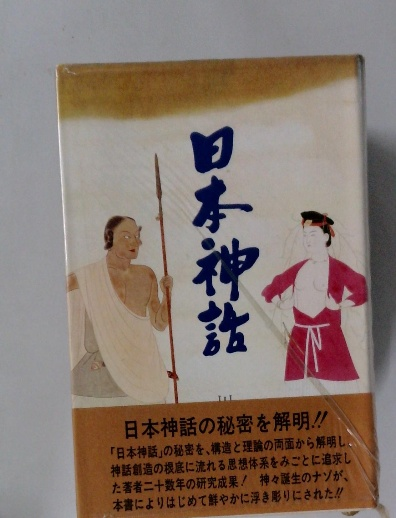 日本神話
日本神話の秘密を解明!!
「日本神話」の秘密を、構造と理論の両面から解明し、
神話創造の根底に流れる思想体系をみごとに追求し
た著者二十数年の研究成果! 神々誕生のナゾが、
本書によりはじめて鮮やかに浮き彫りにされた!!